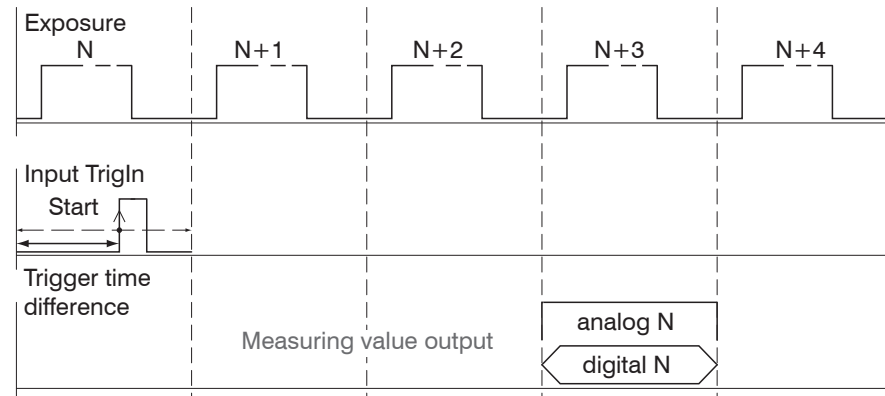 Exposure
N
N+1
N+2
N+3
N+4
Input TrigIn
Start
Trigger time
difference
Measuring value output
analog N
digital N